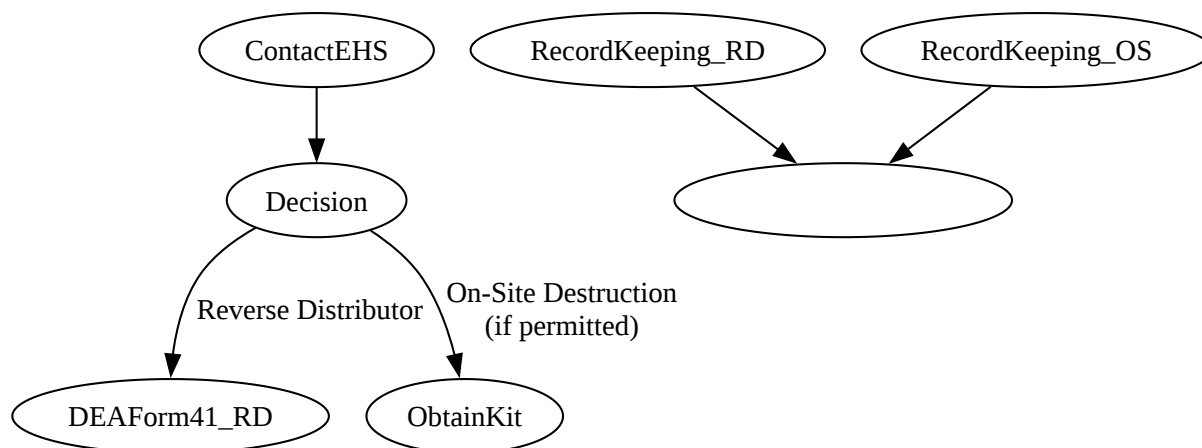 ContactEHS
RecordKeeping_RD
RecordKeeping_OS
Decision
Reverse Distributor
On-Site Destruction
(if permitted)
DEAForm41_RD
ObtainKit